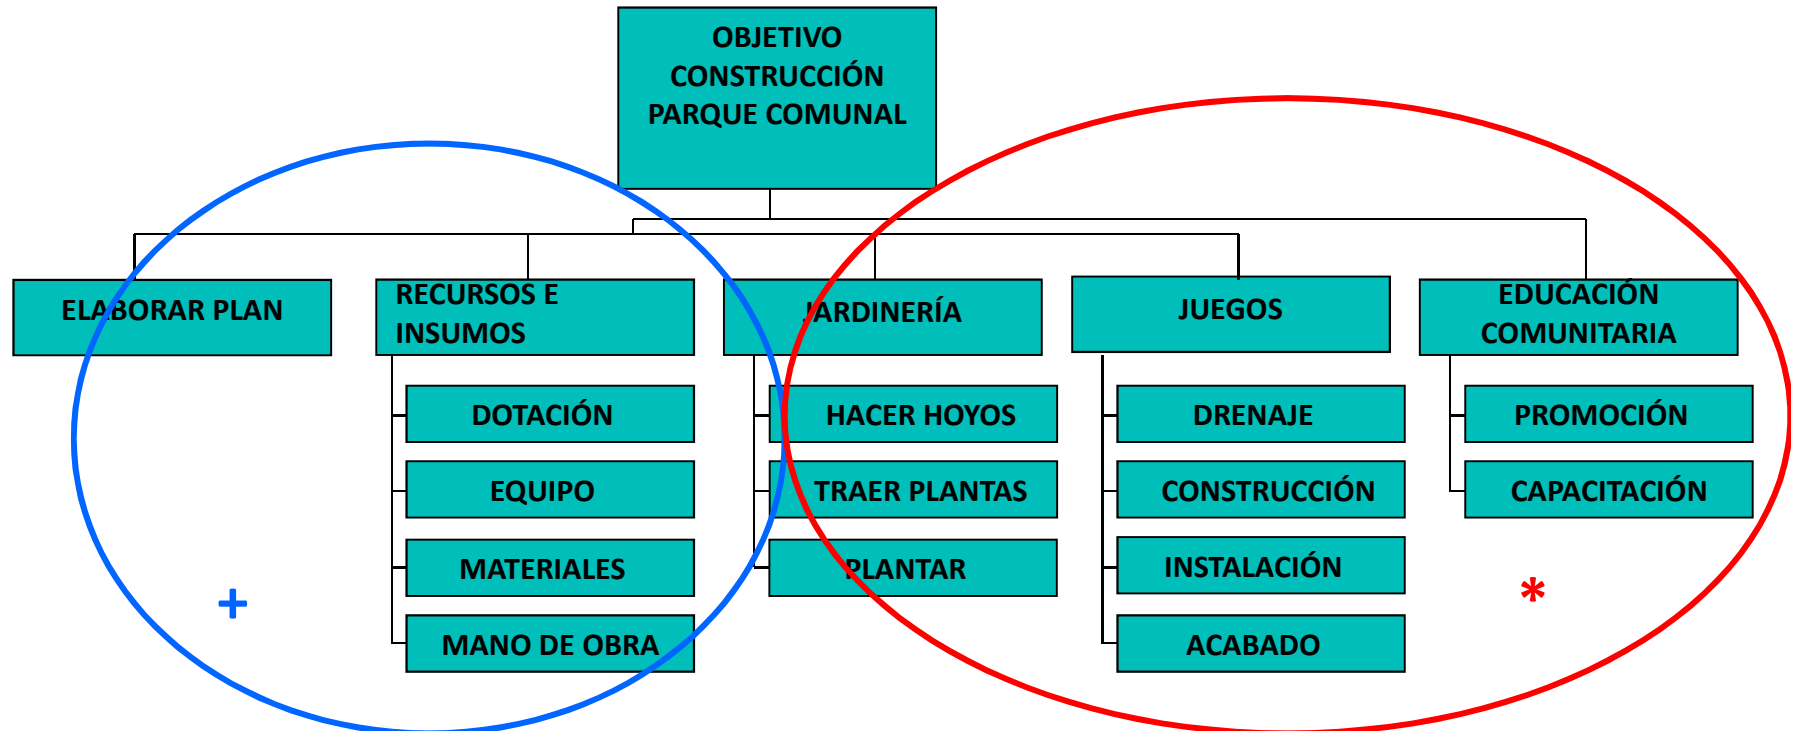 OBJETIVO
CONSTRUCCIÓN
PARQUE COMUNAL
ELABORAR PLAN
RECURSOS E
INSUMOS
DOTACIÓN
EQUIPO
MATERIALES
MANO DE OBRA
JARDINERÍA
HACER HOYOS
TRAER PLANTAS
PLANTAR
JUEGOS
DRENAJE
CONSTRUCCIÓN
INSTALACIÓN
ACABADO
EDUCACIÓN
COMUNITARIA
PROMOCIÓN
CAPACITACIÓN
+
*